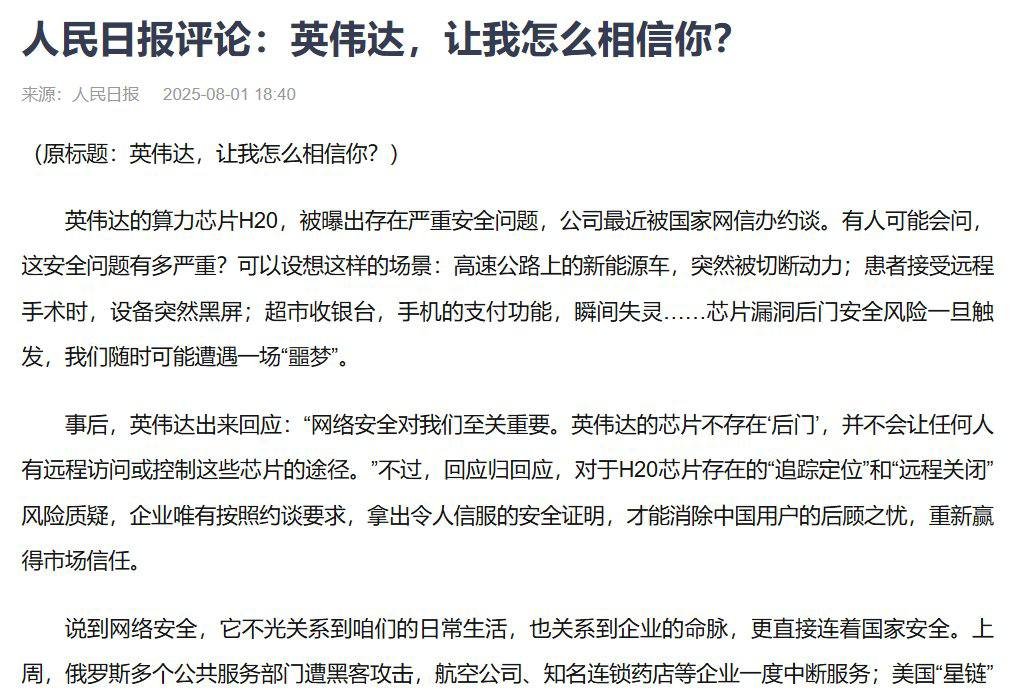 人民日报评论：英伟达，让我怎么相信你？
来源：人民日报 2025-08-01 18:40
（原标题：英伟达，让我怎么相信你？）
英伟达的算力芯片H20，被曝出存在严重安全问题，公司最近被国家网信办约谈。有人可能会问，
这安全问题有多严重？可以设想这样的场景：高速公路上的新能源车，突然被切断动力；患者接受远程
手术时，设备突然黑屏；超市收银台，手机的支付功能，瞬间失灵……芯片漏洞后门安全风险一旦触
发，我们随时可能遭遇一场“噩梦”。
事后，英伟达出来回应：“网络安全对我们至关重要。英伟达的芯片不存在‘后门’，并不会让任何人
有远程访问或控制这些芯片的途径。”不过，回应归回应，对于H20芯片存在的“追踪定位”和“远程关闭”
风险质疑，企业唯有按照约谈要求，拿出令人信服的安全证明，才能消除中国用户的后顾之忧，重新赢
得市场信任。
说到网络安全，它不光关系到咱们的日常生活，也关系到企业的命脉，更直接连着国家安全。上
周，俄罗斯多个公共服务部门遭黑客攻击，航空公司、知名连锁药店等企业一度中断服务；美国“星链”